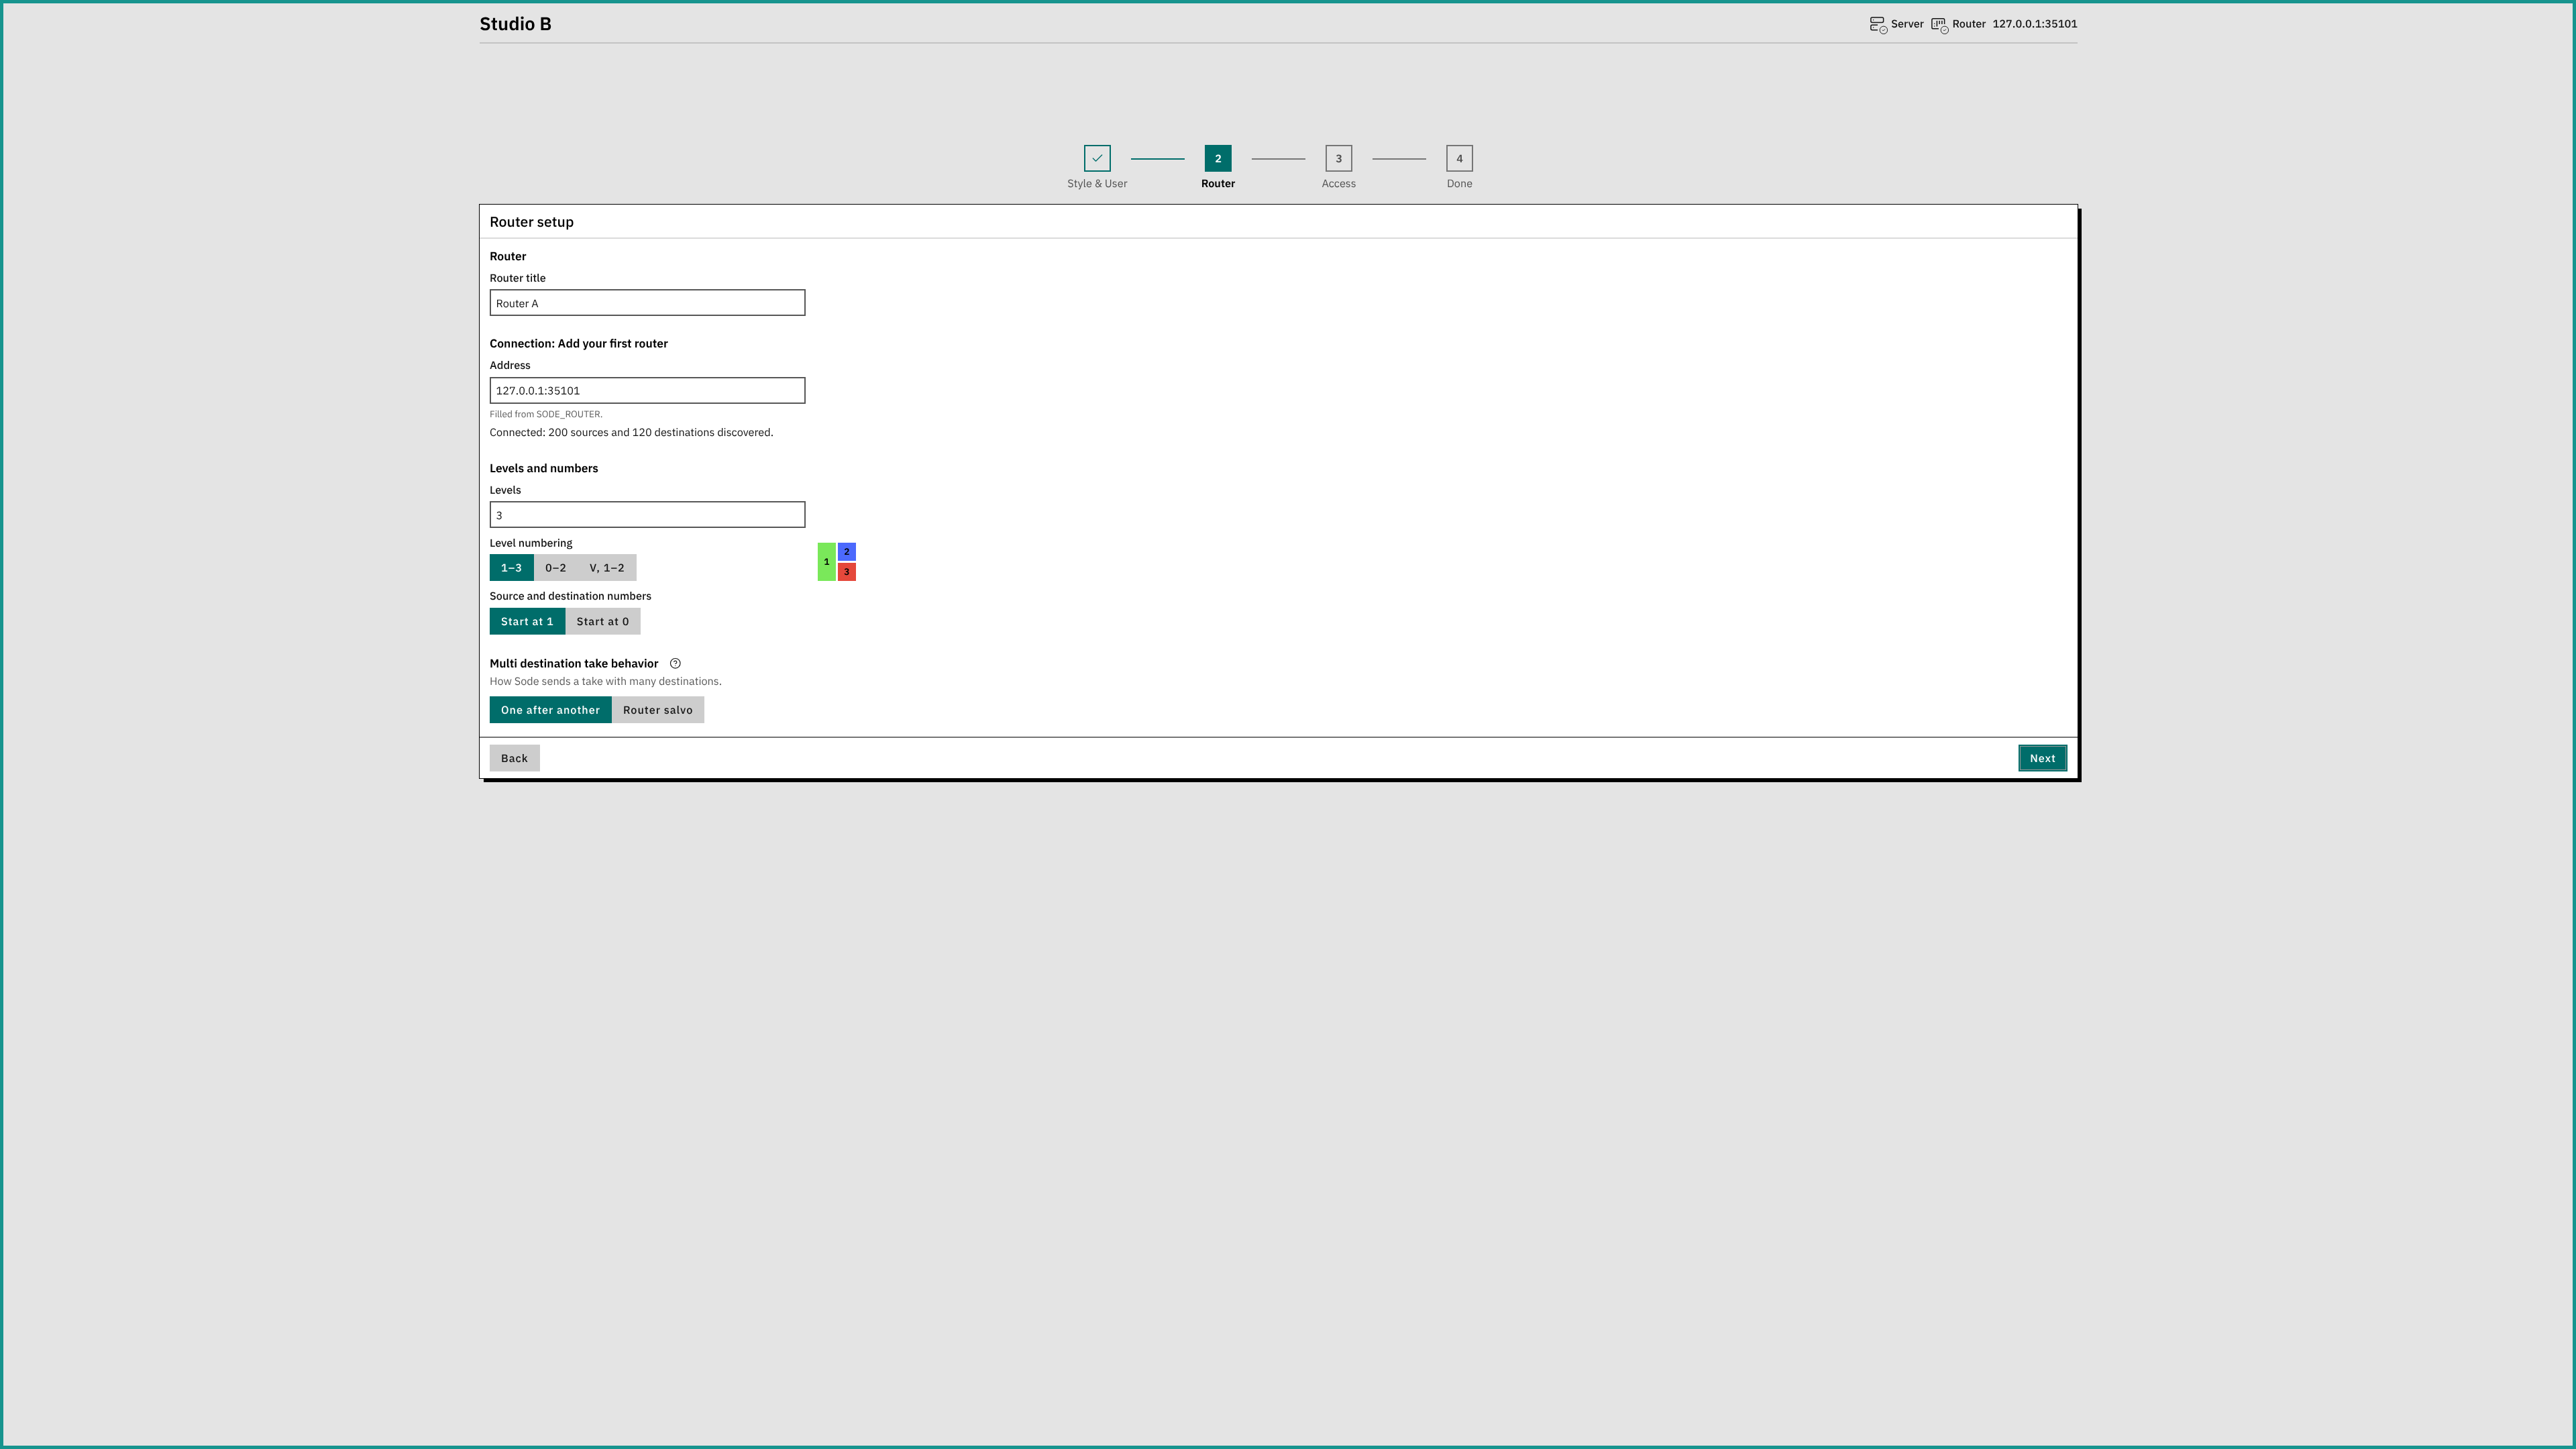 Studio B
Server Router 127.0.0.1:35101
2 3 4
Style & User Router Access Done
Router setup
Router
Router title
Router A
Connection: Add your first router
Address
127.0.0.1:35101
Filled from SODE_ROUTER.
Connected: 200 sources and 120 destinations discovered.
Levels and numbers
Levels
3
Level numbering
1–3 0–2 V, 1–2
1 2
3
Source and destination numbers
Start at 1 Start at 0
Multi destination take behavior ?
How Sode sends a take with many destinations.
One after another Router salvo
Back Next